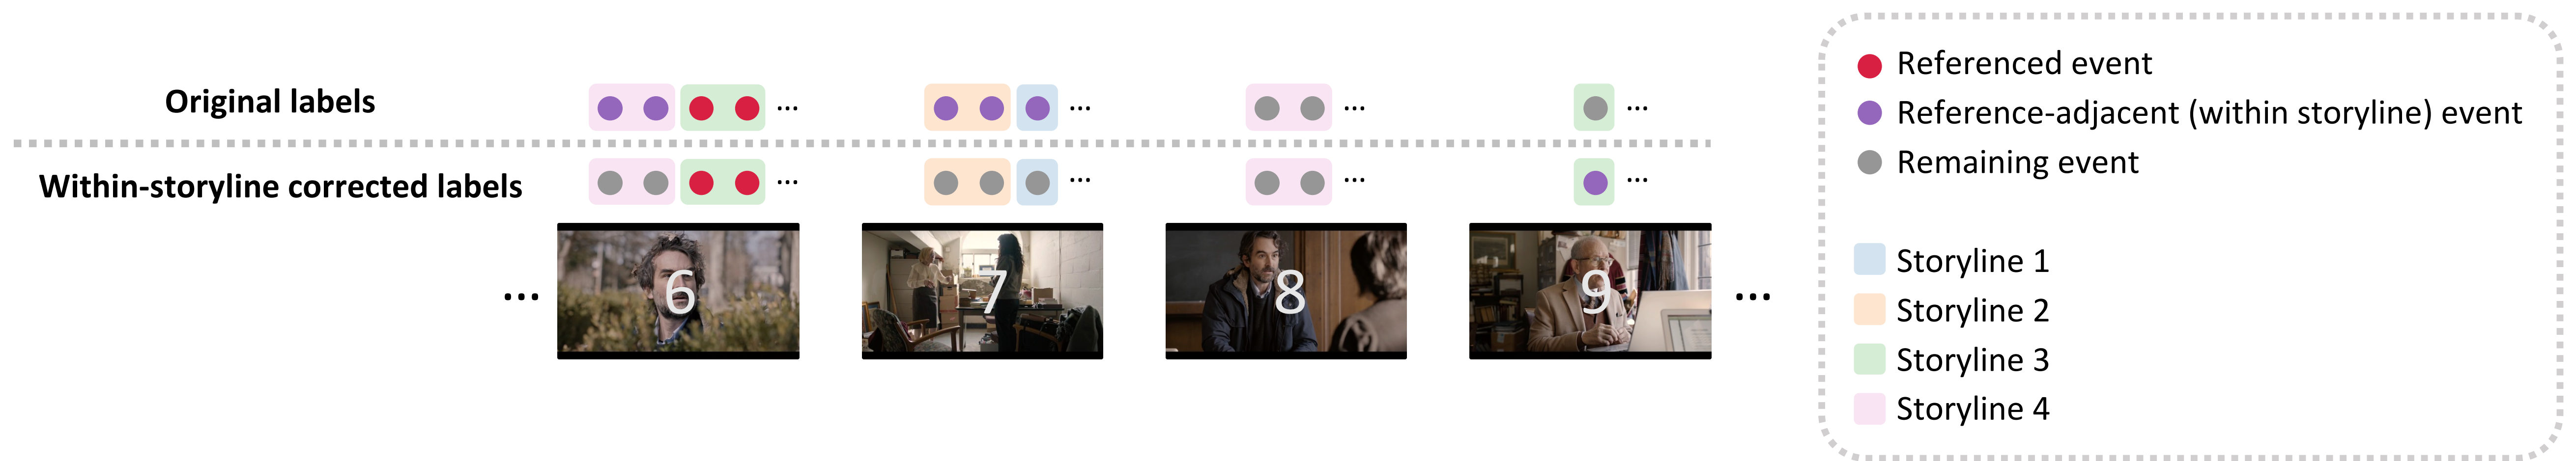 Original labels
... ... ... ...
Within-storyline corrected labels
... ... ... ...
... 6 7 8 9 ...
Referenced event
Reference-adjacent (within storyline) event
Remaining event
Storyline 1
Storyline 2
Storyline 3
Storyline 4